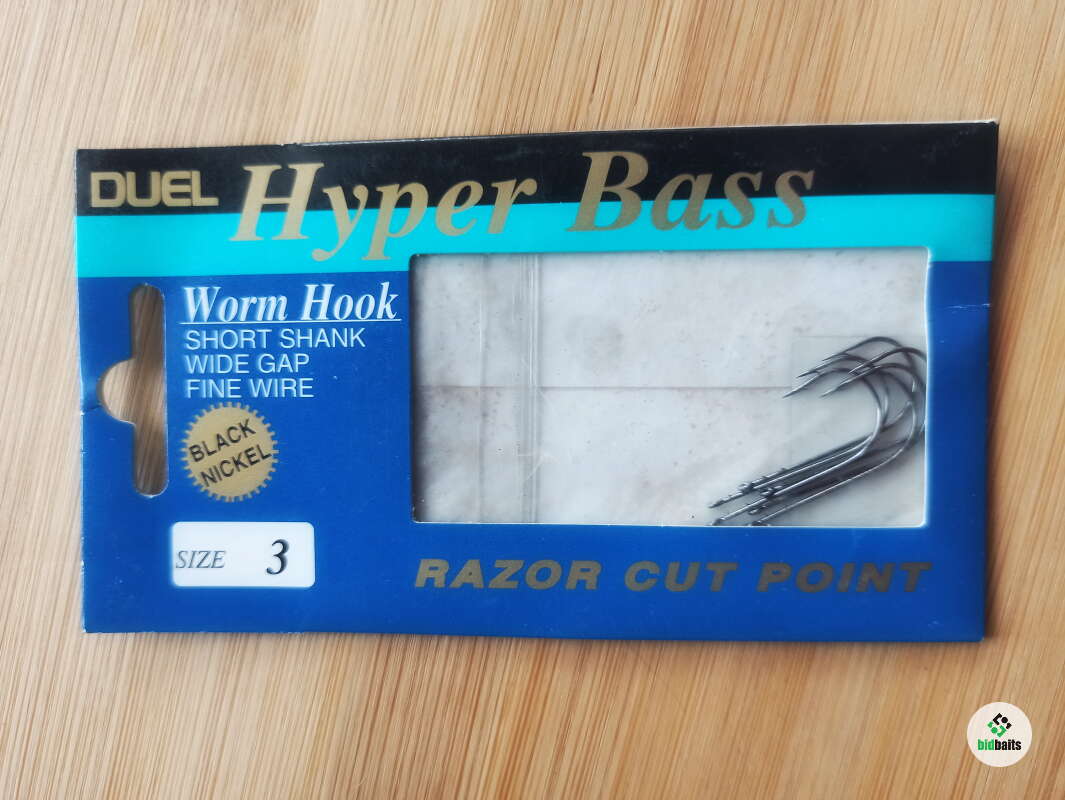 DUEL
Hyper Bass
Worm Hook
SHORT SHANK
WIDE GAP
FINE WIRE
BLACK
NICKEL
SIZE 3
RAZOR CUT POINT
bidbaits